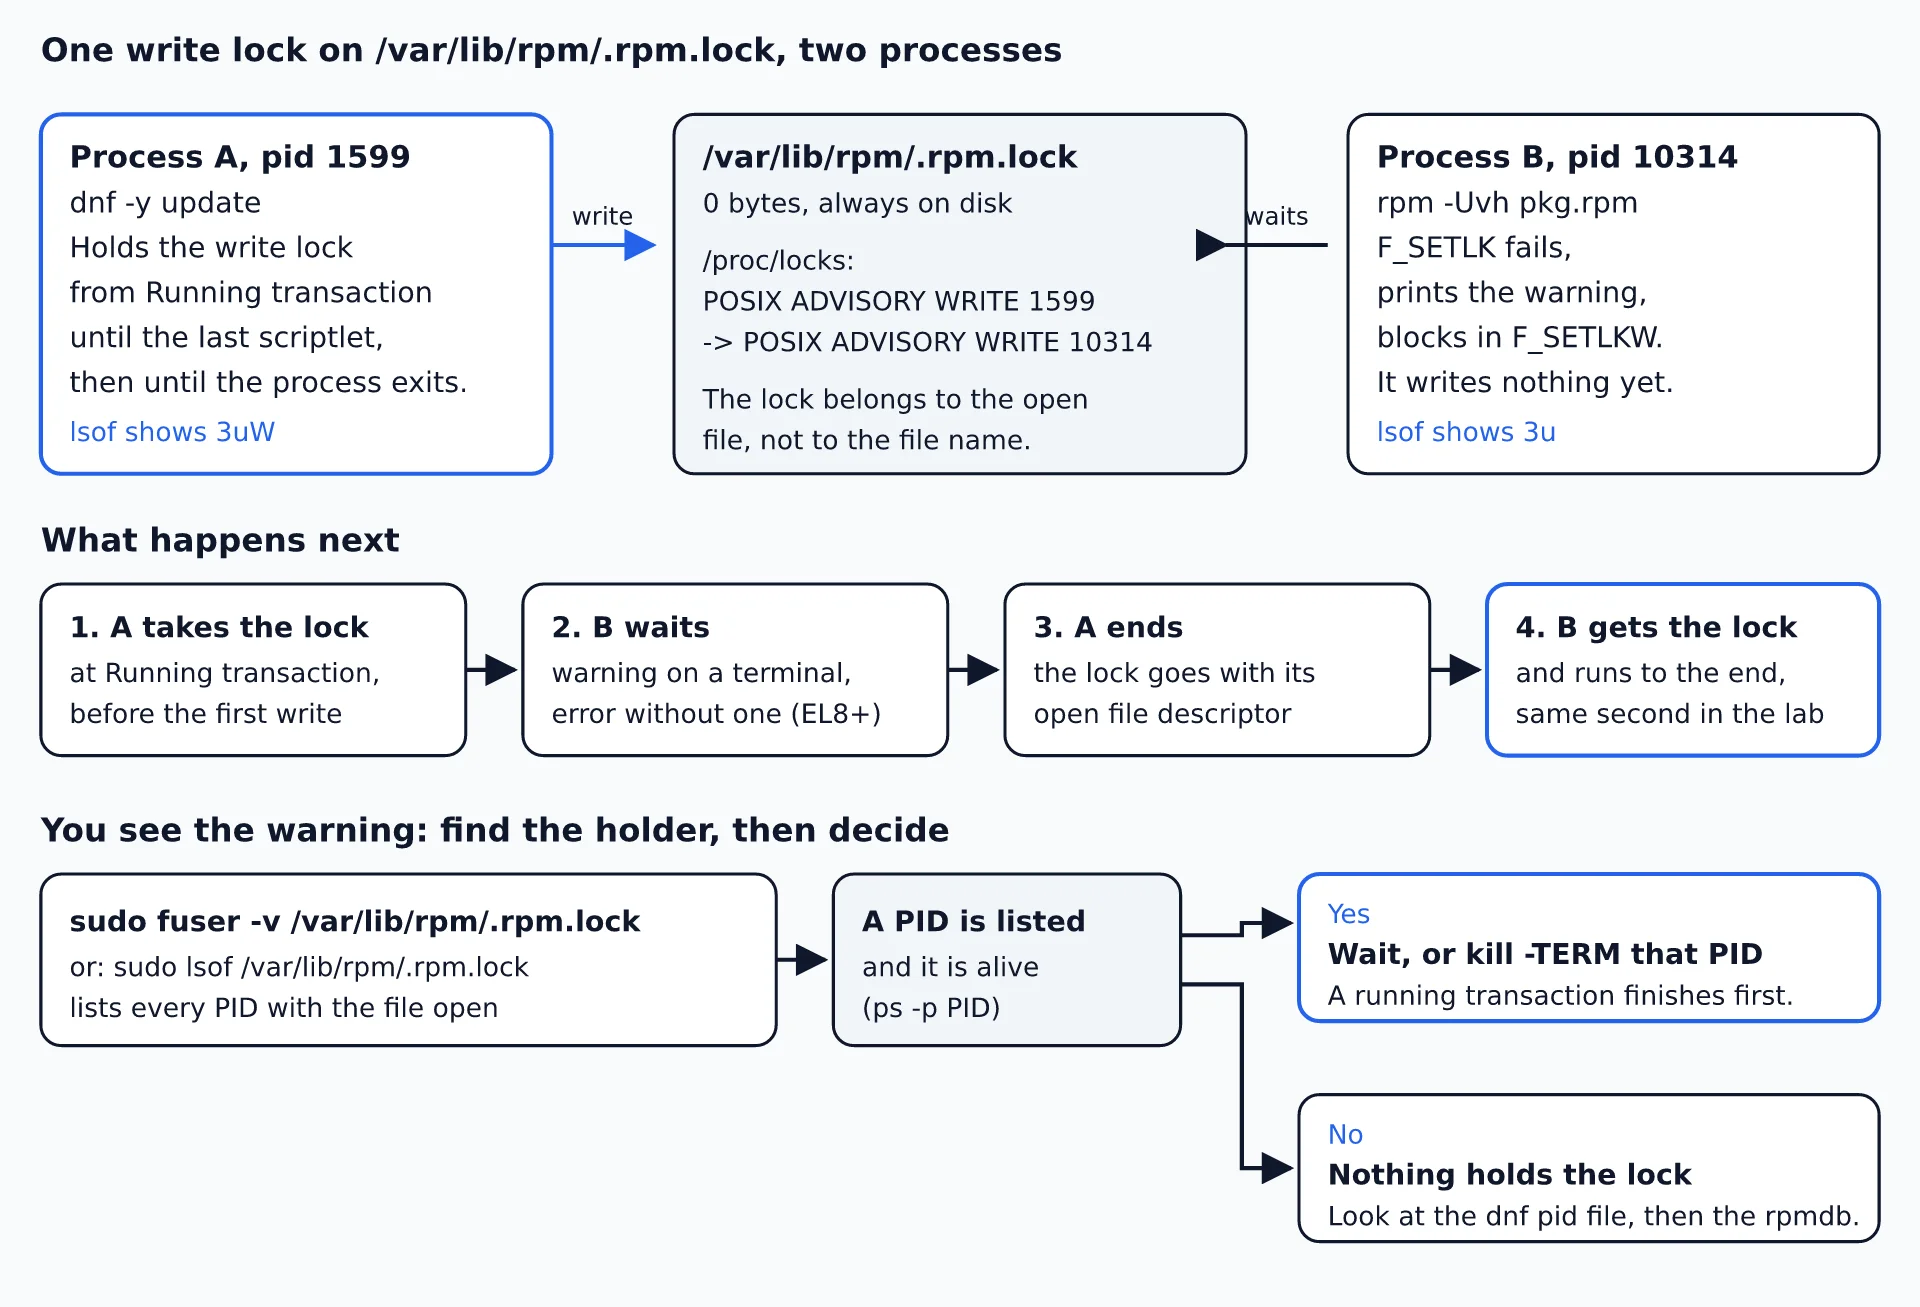 One write lock on /var/lib/rpm/.rpm.lock, two processes
Process A, pid 1599
dnf -y update
Holds the write lock
from Running transaction
until the last scriptlet,
then until the process exits.
lsof shows 3uW
write
/var/lib/rpm/.rpm.lock
0 bytes, always on disk
/proc/locks:
POSIX ADVISORY WRITE 1599
-> POSIX ADVISORY WRITE 10314
The lock belongs to the open
file, not to the file name.
waits
Process B, pid 10314
rpm -Uvh pkg.rpm
F_SETLK fails,
prints the warning,
blocks in F_SETLKW.
It writes nothing yet.
lsof shows 3u
What happens next
1. A takes the lock
at Running transaction,
before the first write
2. B waits
warning on a terminal,
error without one (EL8+)
3. A ends
the lock goes with its
open file descriptor
4. B gets the lock
and runs to the end,
same second in the lab
You see the warning: find the holder, then decide
sudo fuser -v /var/lib/rpm/.rpm.lock
or: sudo lsof /var/lib/rpm/.rpm.lock
lists every PID with the file open
A PID is listed
and it is alive
(ps -p PID)
Yes
Wait, or kill -TERM that PID
A running transaction finishes first.
No
Nothing holds the lock
Look at the dnf pid file, then the rpmdb.